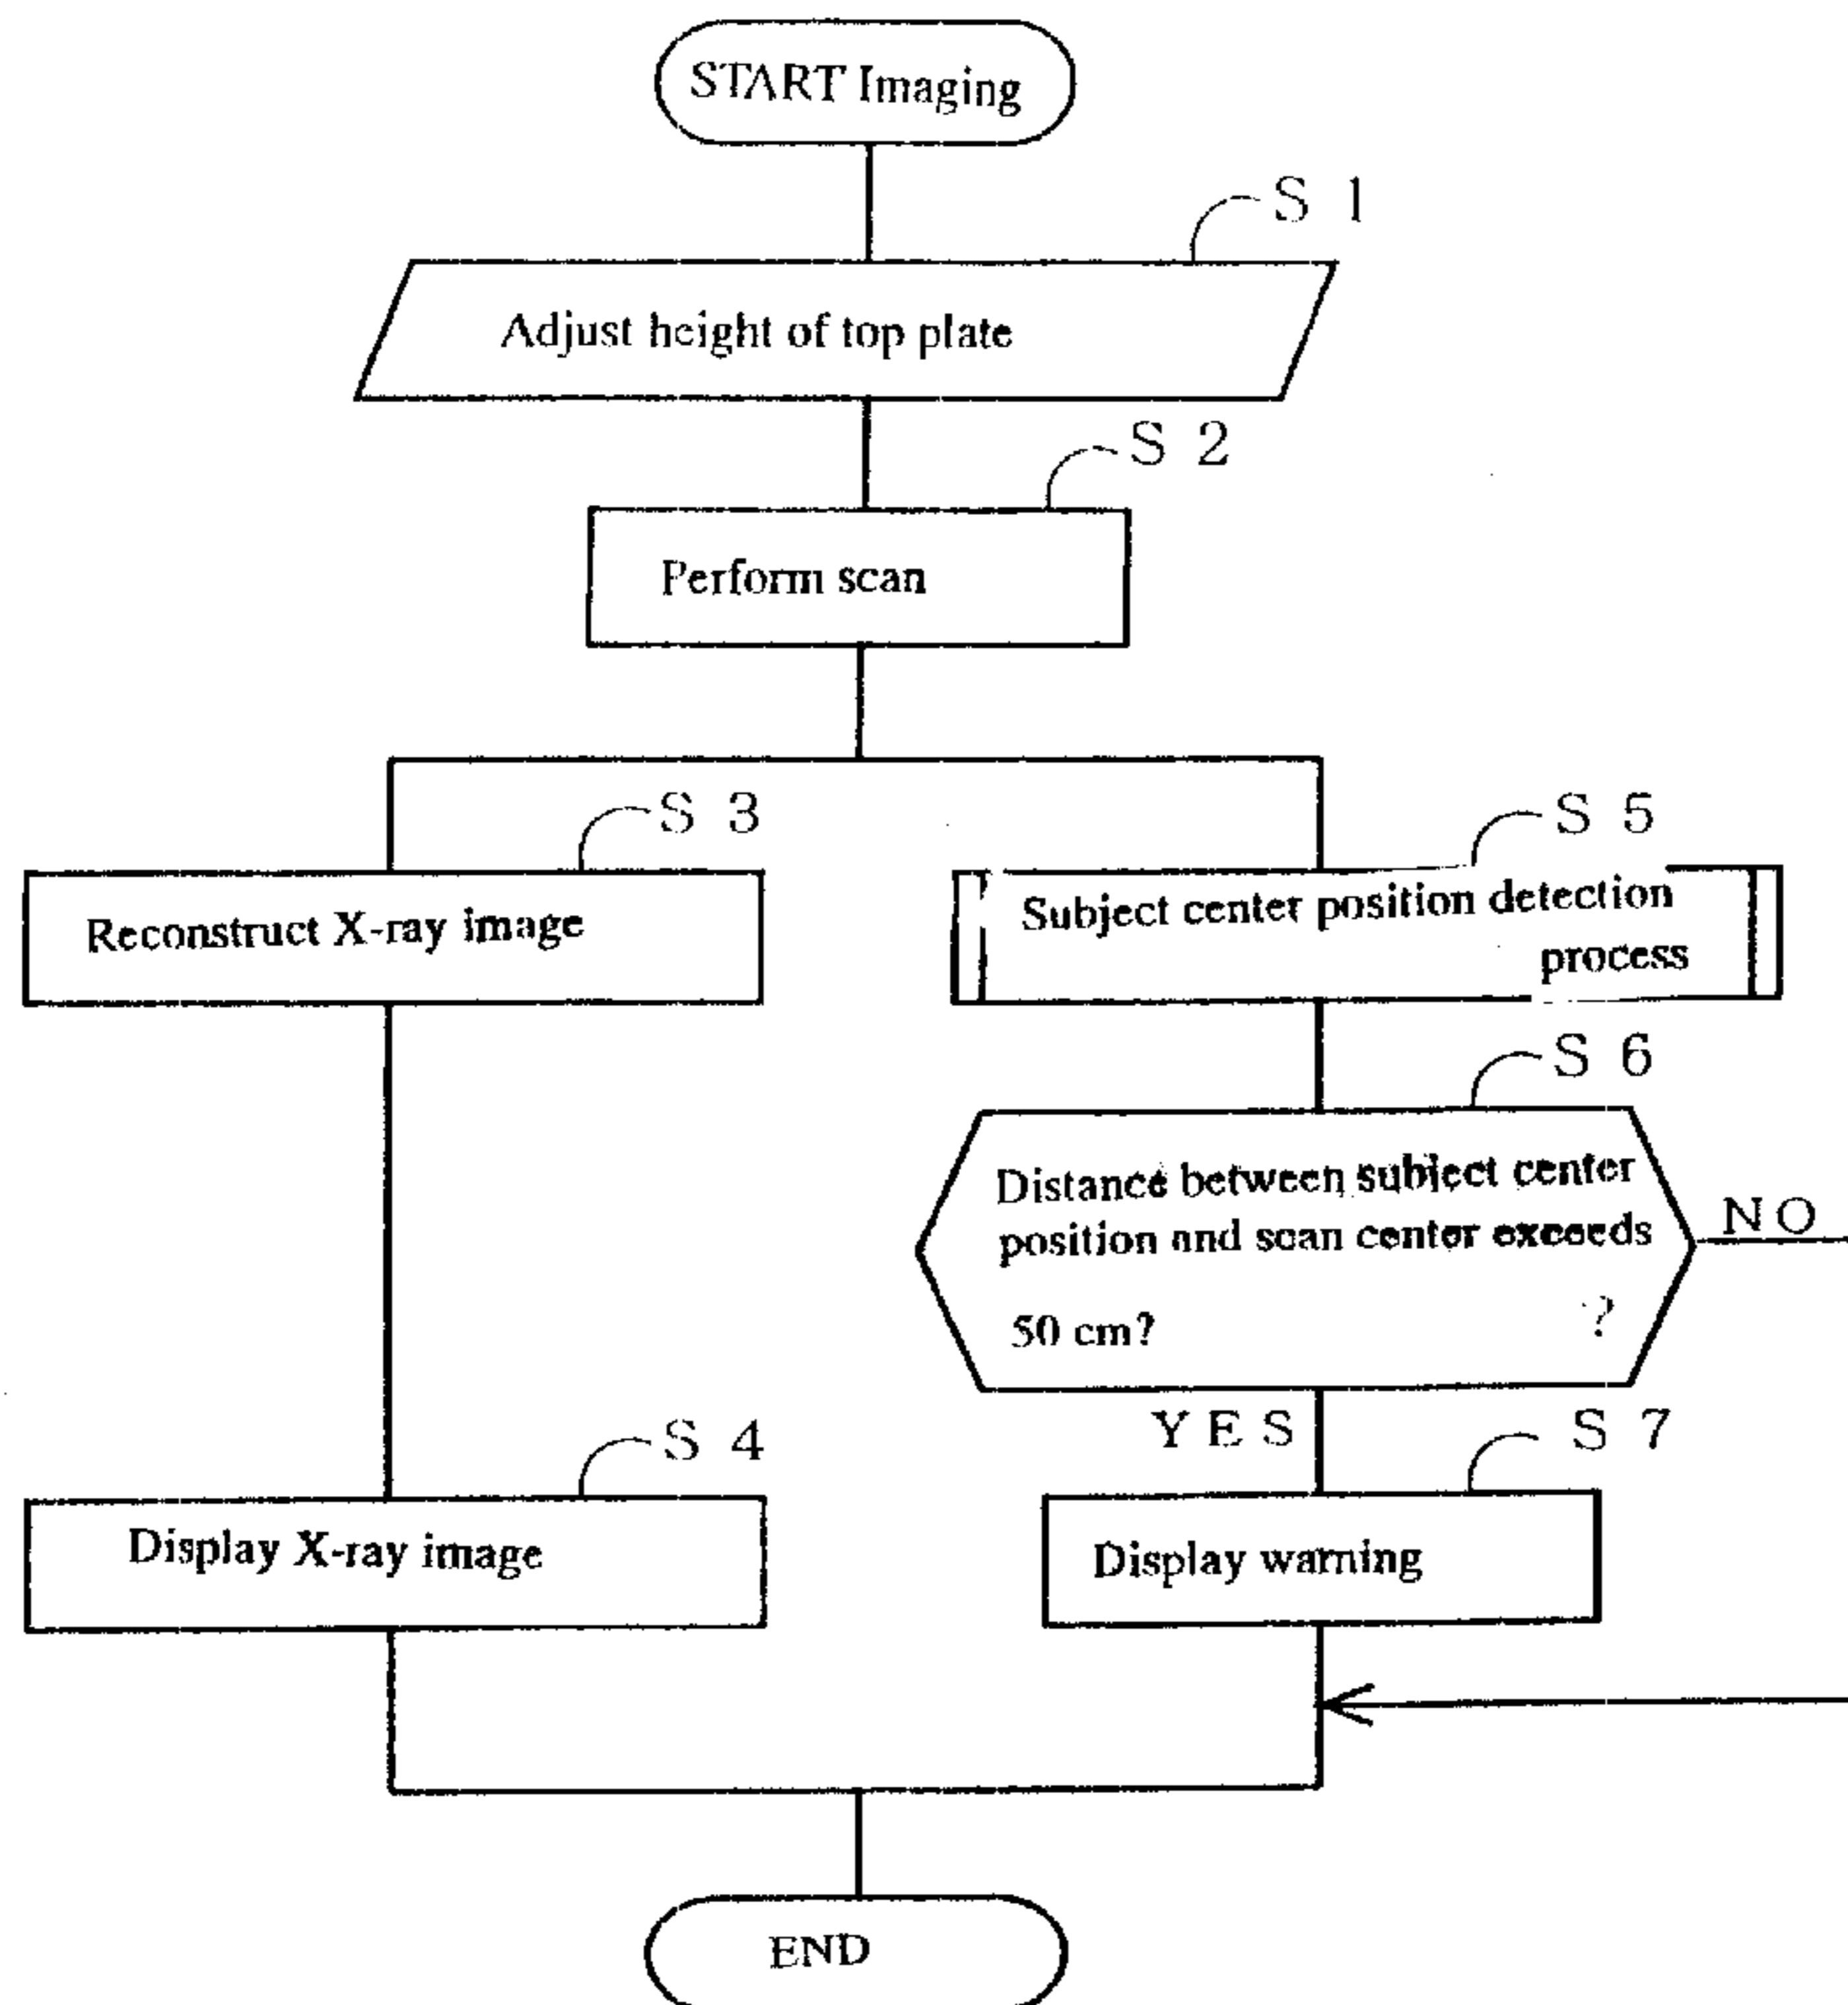 START Imaging
S 1
Adjust height of top plate
S 2
Perform scan
S 3
Reconstruct X-ray image
S 5
Subject center position detection
process
S 6
Distance between subject center
position and scan center exceeds
50 cm? ?
NO
YES
S 4
Display X-ray image
S 7
Display warning
END